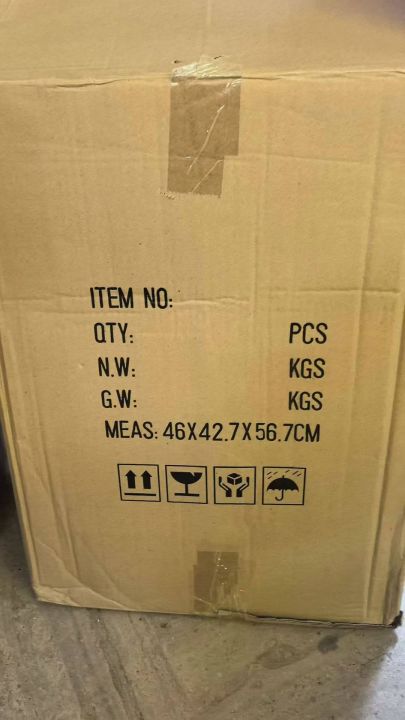 ITEM NO:
QTY: PCS
N.W: KGS
G.W: KGS
MEAS: 46X42.7X56.7CM